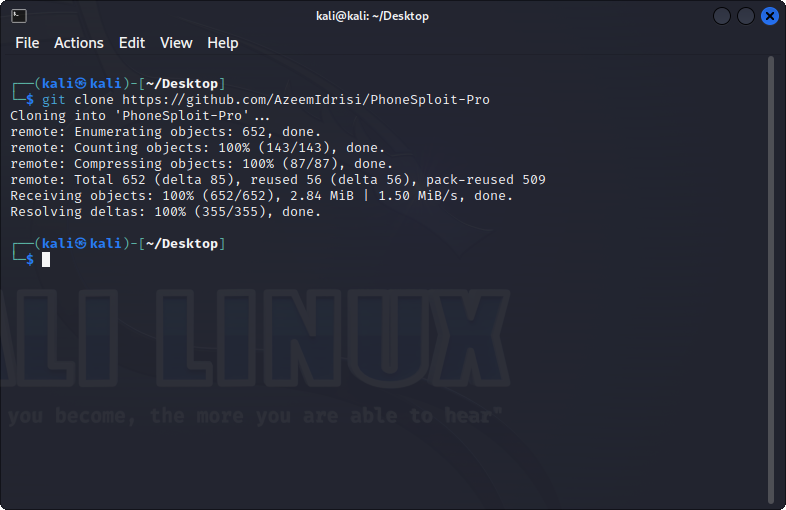 kali@kali: ~/Desktop
File Actions Edit View Help
┌──(kali㉿kali)-[~/Desktop]
└─$ git clone https://github.com/AzeemIdrisi/PhoneSploit-Pro
Cloning into 'PhoneSploit-Pro'...
remote: Enumerating objects: 652, done.
remote: Counting objects: 100% (143/143), done.
remote: Compressing objects: 100% (87/87), done.
remote: Total 652 (delta 85), reused 56 (delta 56), pack-reused 509
Receiving objects: 100% (652/652), 2.84 MiB | 1.50 MiB/s, done.
Resolving deltas: 100% (355/355), done.
┌──(kali㉿kali)-[~/Desktop]
└─$
ALI LINUX
you become, the more you are able to hear"